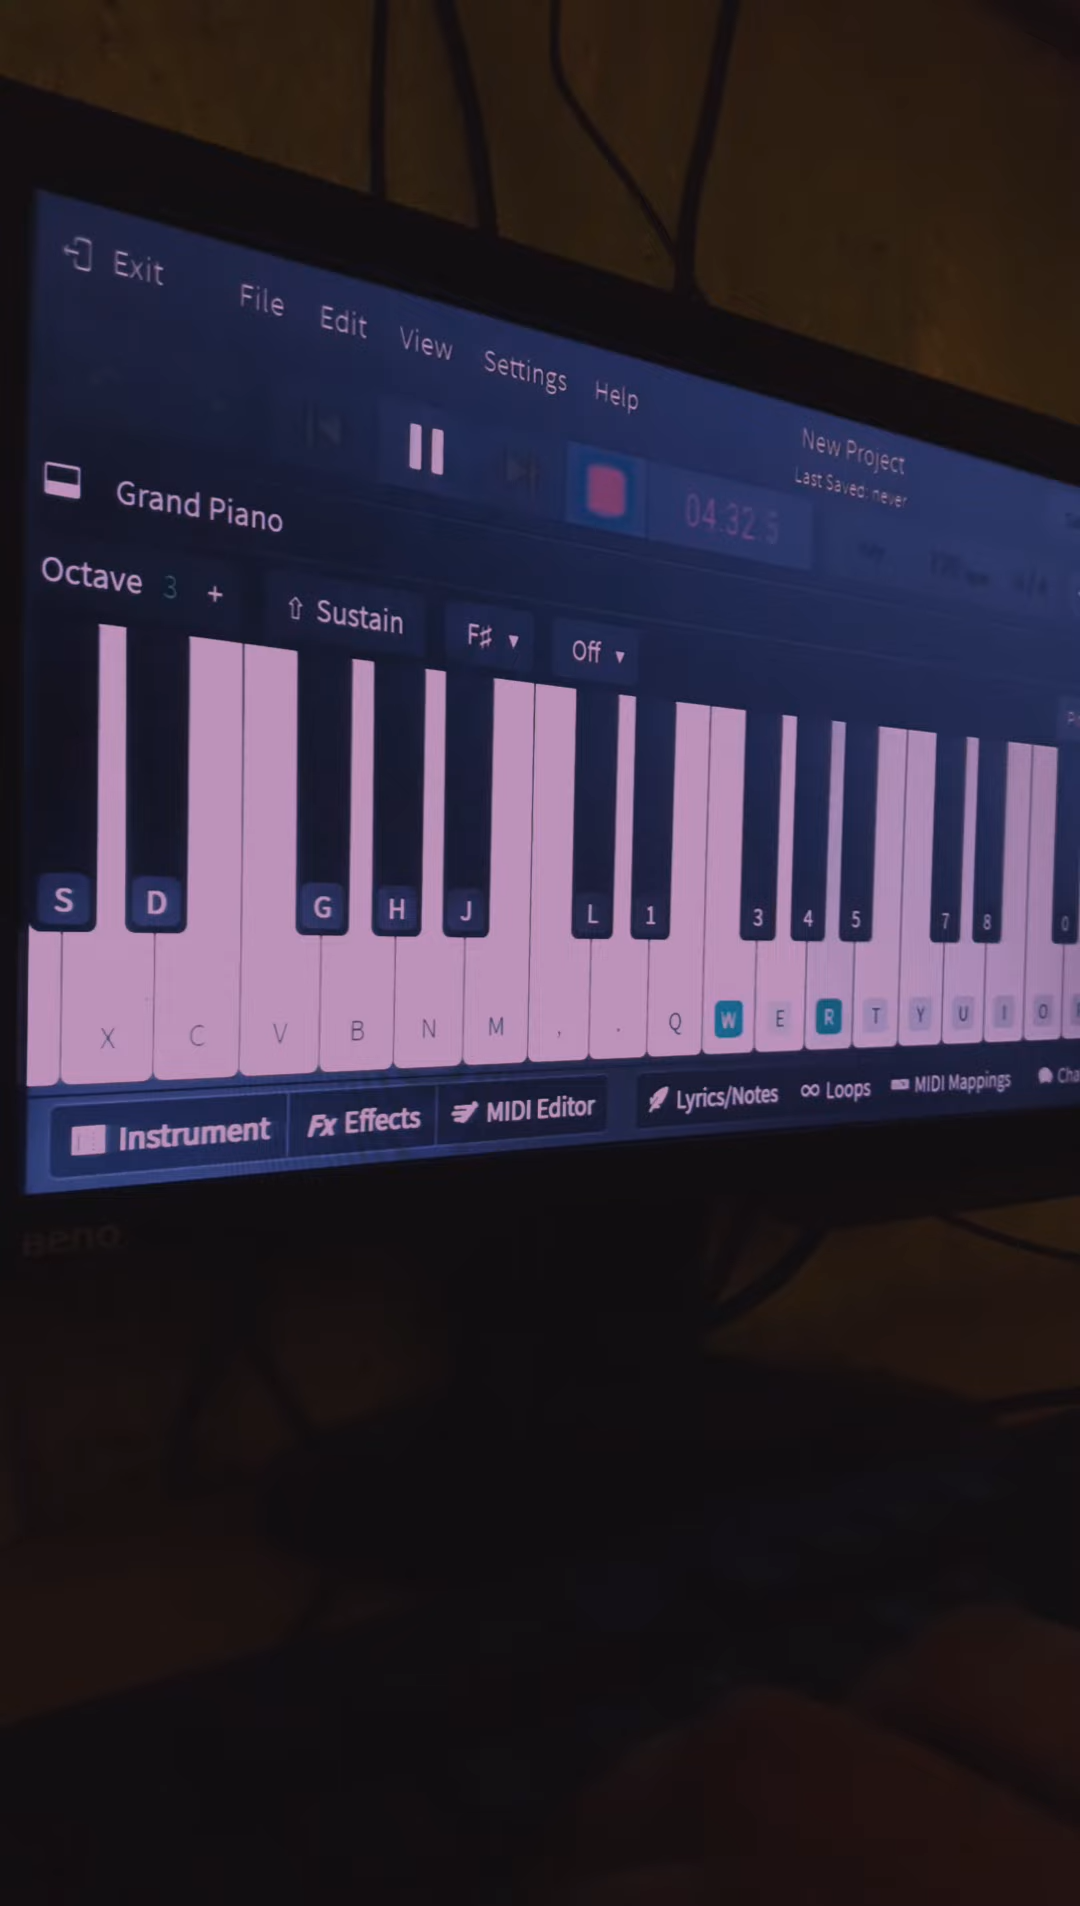 Exit File Edit View Settings Help
New Project
Last Saved: never
04:32.5
Grand Piano
Octave 3 + Sustain F♯ Off
S D G H J L 1 3 4 5 7 8 0
X C V B N M , . Q W E R T Y U I O
Instrument Fx Effects MIDI Editor Lyrics/Notes Loops MIDI Mappings
BenQ